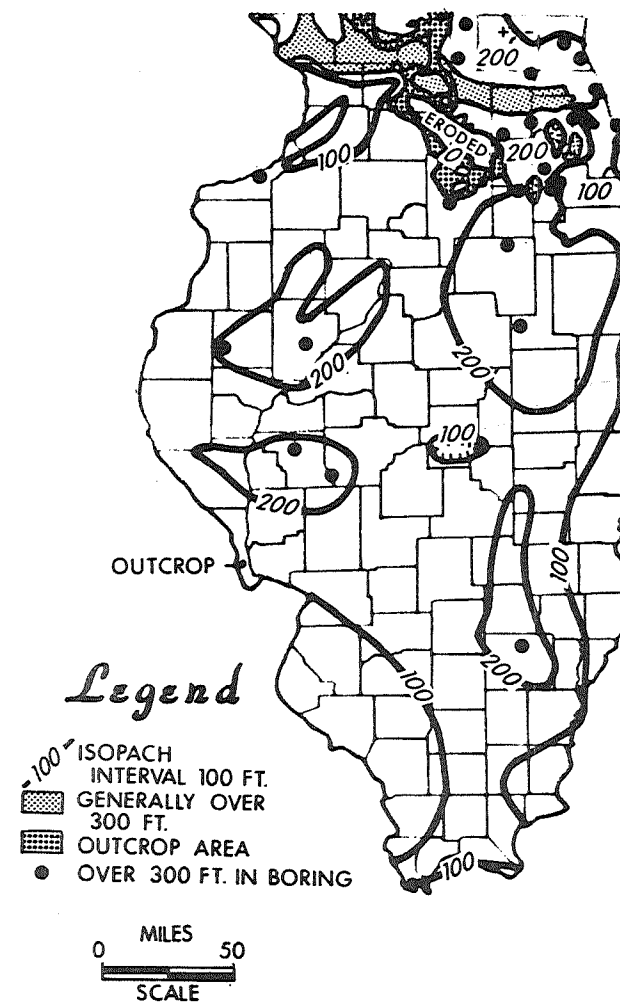 200
ERODED
0
200
100
100
200
200
100
200
OUTCROP
100
200
100
Legend
100 ISOPACH
INTERVAL 100 FT.
GENERALLY OVER
300 FT.
OUTCROP AREA
OVER 300 FT. IN BORING
100
MILES
0 50
SCALE